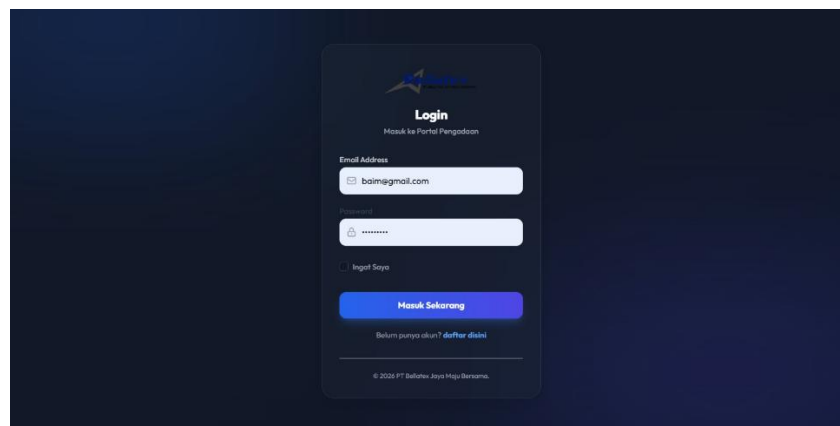 Login
Masuk ke Portal Pengadaan
Email Address
baim@gmail.com
Password
Ingat Saya
Masuk Sekarang
Belum punya akun? daftar disini
© 2026 PT Bellatex Jaya Maju Bersama.